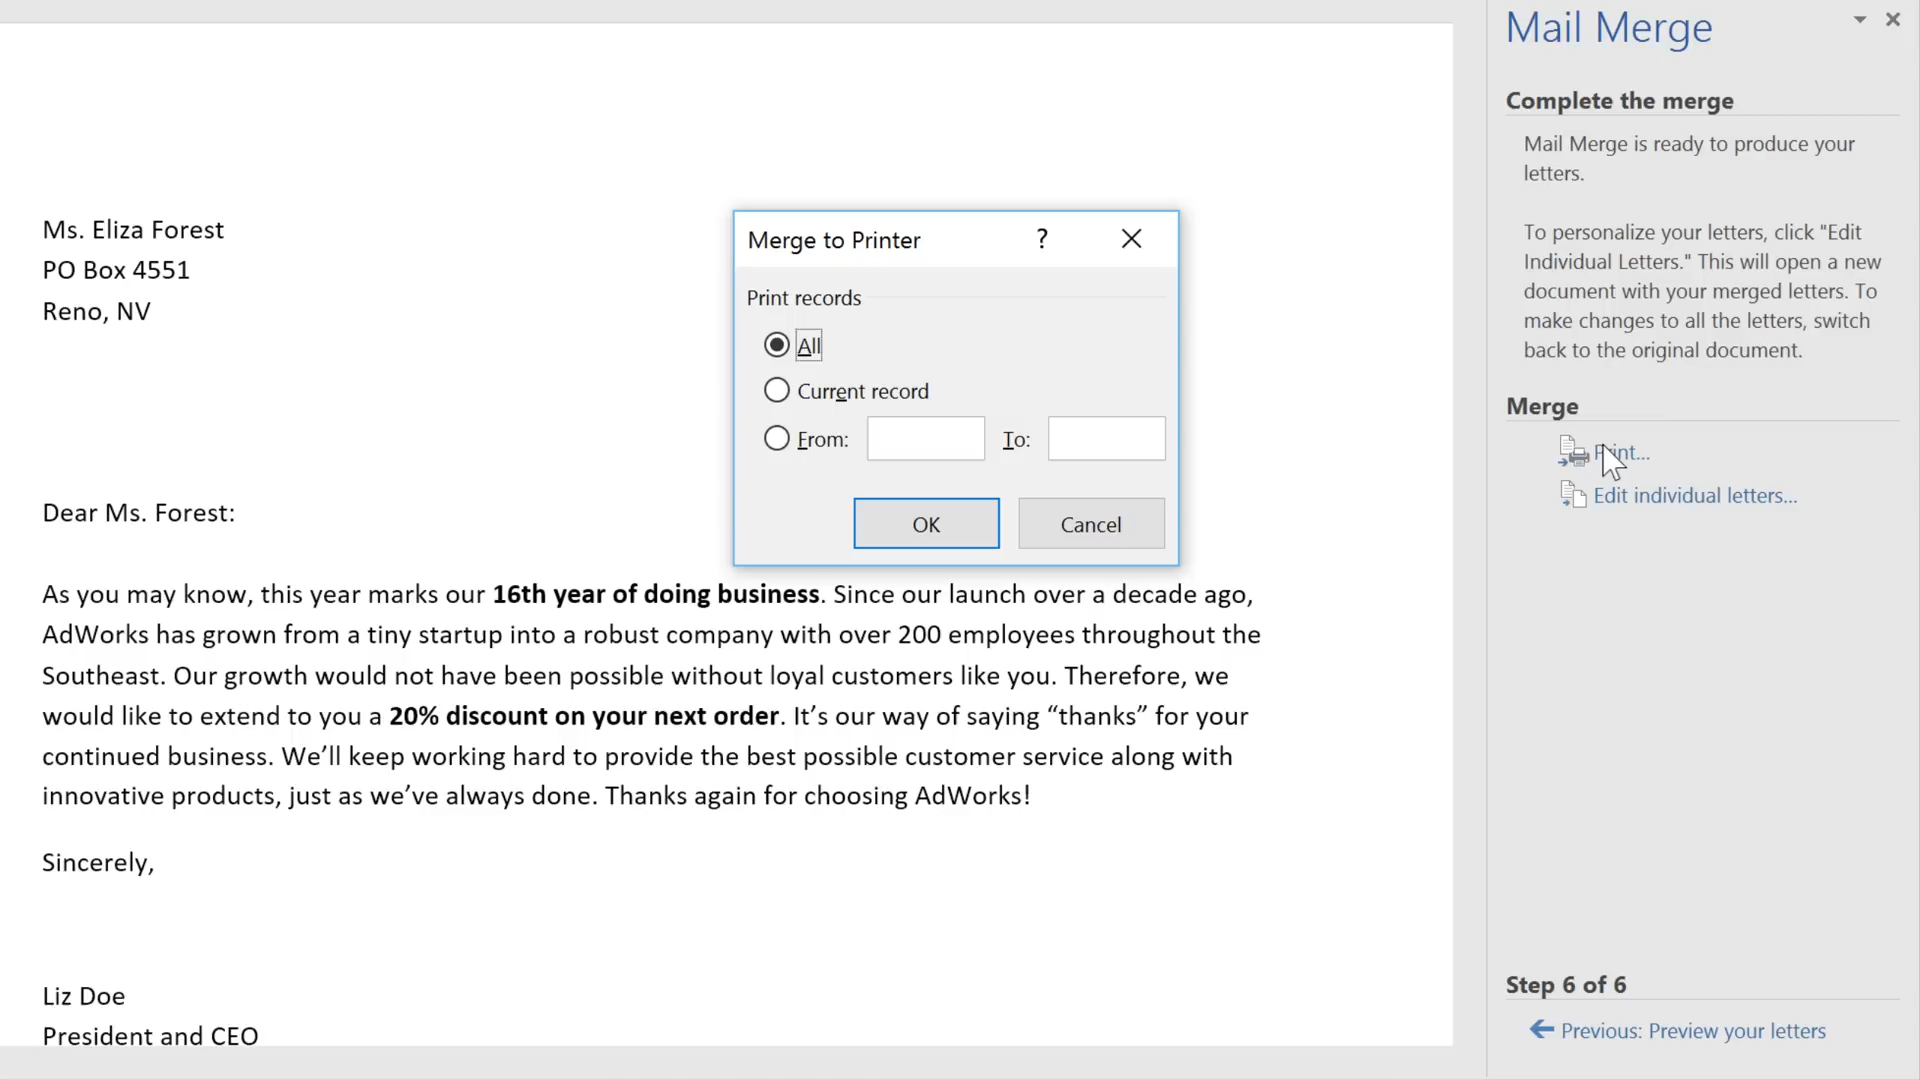 Mail Merge
Complete the merge
Mail Merge is ready to produce your
letters.
To personalize your letters, click "Edit
Individual Letters." This will open a new
document with your merged letters. To
make changes to all the letters, switch
back to the original document.
Merge
Print...
Edit individual letters...
Step 6 of 6
Previous: Preview your letters
Merge to Printer
?
Print records
All
Current record
From: To:
OK Cancel
Ms. Eliza Forest
PO Box 4551
Reno, NV
Dear Ms. Forest:
As you may know, this year marks our 16th year of doing business. Since our launch over a decade ago,
AdWorks has grown from a tiny startup into a robust company with over 200 employees throughout the
Southeast. Our growth would not have been possible without loyal customers like you. Therefore, we
would like to extend to you a 20% discount on your next order. It’s our way of saying “thanks” for your
continued business. We’ll keep working hard to provide the best possible customer service along with
innovative products, just as we’ve always done. Thanks again for choosing AdWorks!
Sincerely,
Liz Doe
President and CEO